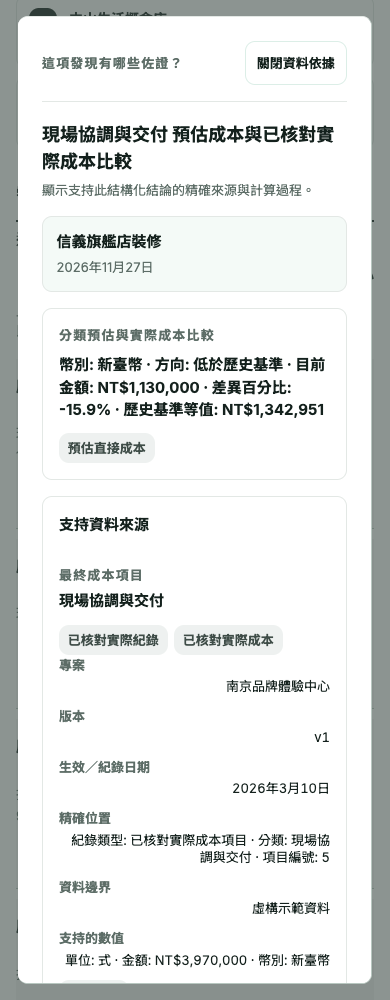 這項發現有哪些佐證？
關閉資料依據
現場協調與交付 預估成本與已核對實
際成本比較
顯示支持此結構化結論的精確來源與計算過程。
信義旗艦店裝修
2026年11月27日
分類預估與實際成本比較
幣別: 新臺幣 · 方向: 低於歷史基準 · 目前
金額: NT$1,130,000 · 差異百分比:
-15.9% · 歷史基準等值: NT$1,342,951
預估直接成本
支持資料來源
最終成本項目
現場協調與交付
已核對實際紀錄
已核對實際成本
專案
南京品牌體驗中心
版本
v1
生效／紀錄日期
2026年3月10日
精確位置
紀錄類型: 已核對實際成本項目 · 分類: 現場協
調與交付 · 項目編號: 5
資料邊界
虛構示範資料
支持的數值
單位: 式 · 金額: NT$3,970,000 · 幣別: 新臺幣